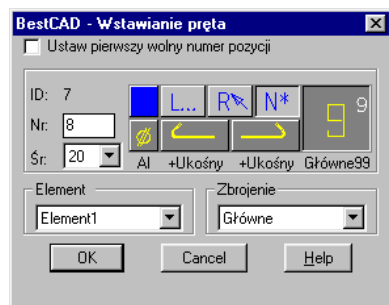 BestCAD - Wstawianie pręta
Ustaw pierwszy wolny numer pozycji
ID: 7 L... R N* 9 9
Nr: 8
Śr: 20 Al +Ukośny +Ukośny Główne99
Element Zbrojenie
Element1 Główne
OK Cancel Help